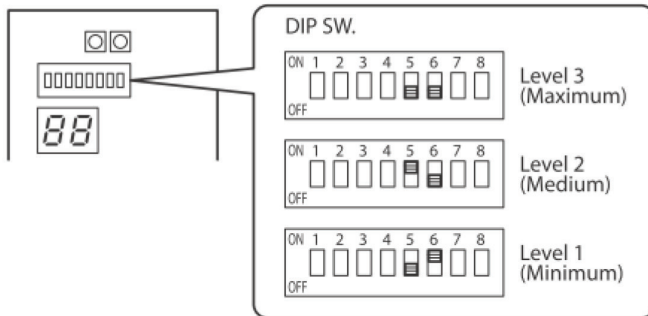 DIP SW.
ON 1 2 3 4 5 6 7 8
OFF
Level 3
(Maximum)
ON 1 2 3 4 5 6 7 8
OFF
Level 2
(Medium)
ON 1 2 3 4 5 6 7 8
OFF
Level 1
(Minimum)
88